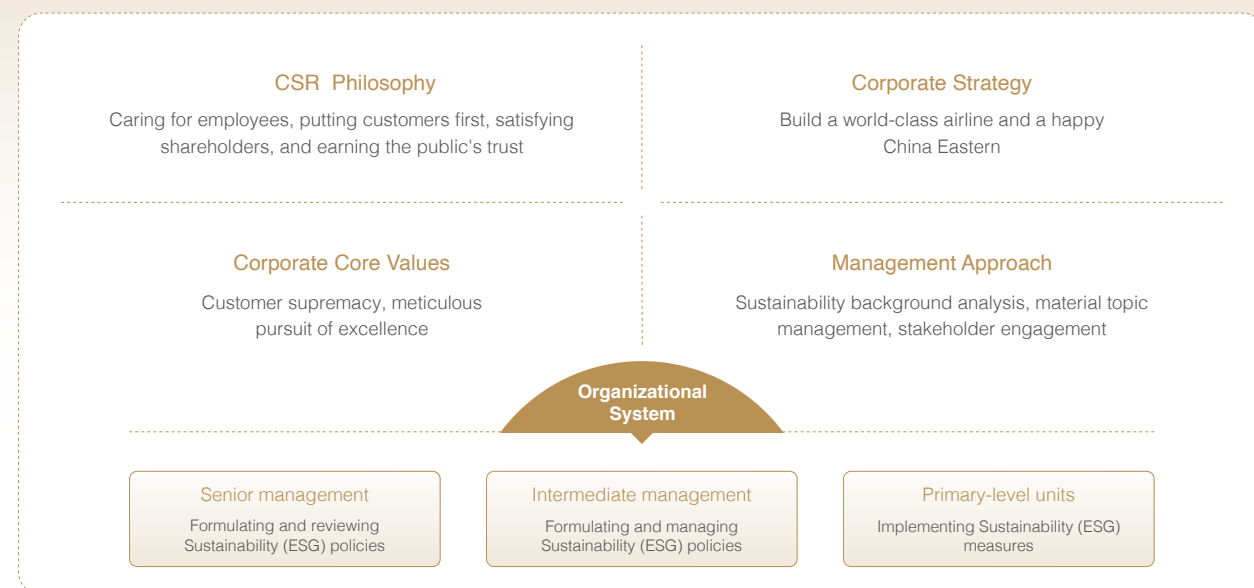 CSR Philosophy
Caring for employees, putting customers first, satisfying
shareholders, and earning the public's trust
Corporate Strategy
Build a world-class airline and a happy
China Eastern
Corporate Core Values
Customer supremacy, meticulous
pursuit of excellence
Management Approach
Sustainability background analysis, material topic
management, stakeholder engagement
Organizational
System
Senior management
Formulating and reviewing
Sustainability (ESG) policies
Intermediate management
Formulating and managing
Sustainability (ESG) policies
Primary-level units
Implementing Sustainability (ESG)
measures